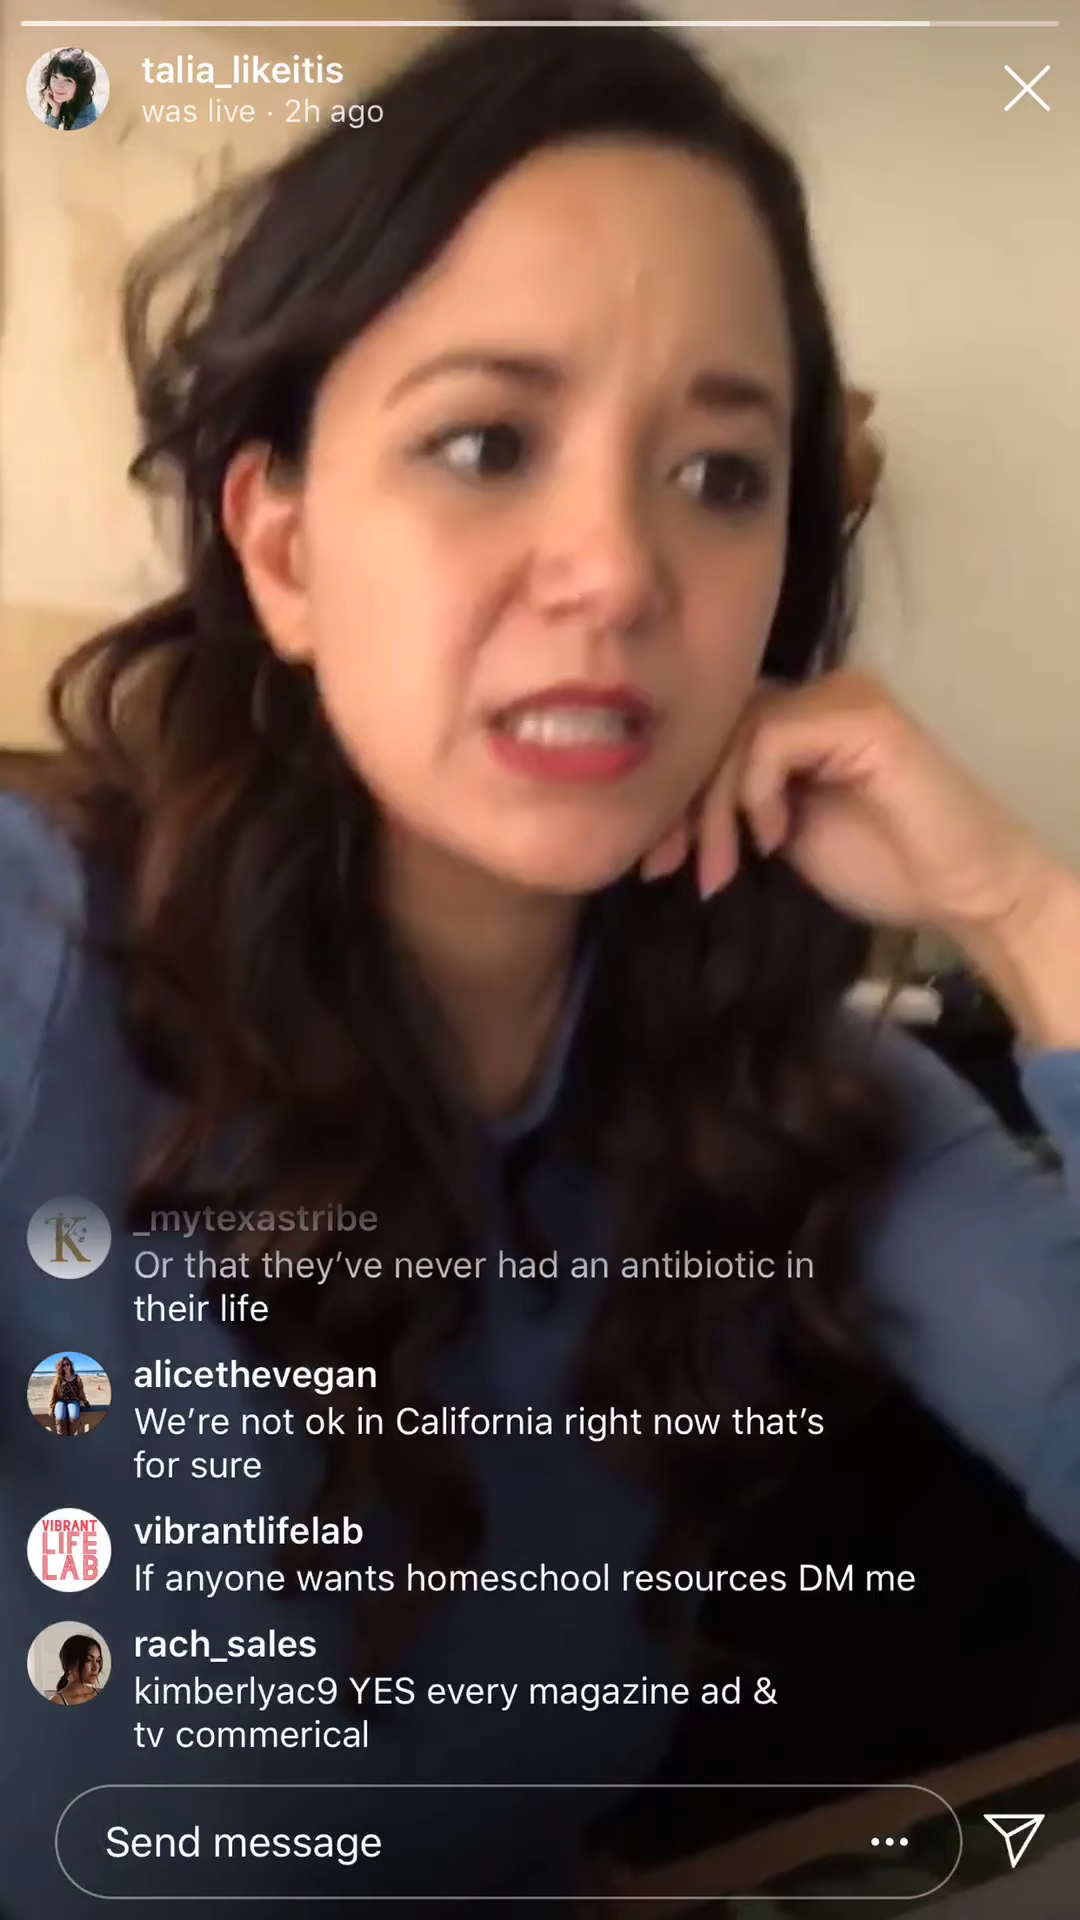 talia_likeitis
was live · 2h ago
_mytexastribe
Or that they’ve never had an antibiotic in
their life
alicethevegan
We’re not ok in California right now that’s
for sure
VIBRANT
LIFE
LAB
vibrantlifelab
If anyone wants homeschool resources DM me
rach_sales
kimberlyac9 YES every magazine ad &
tv commerical
K
Send message